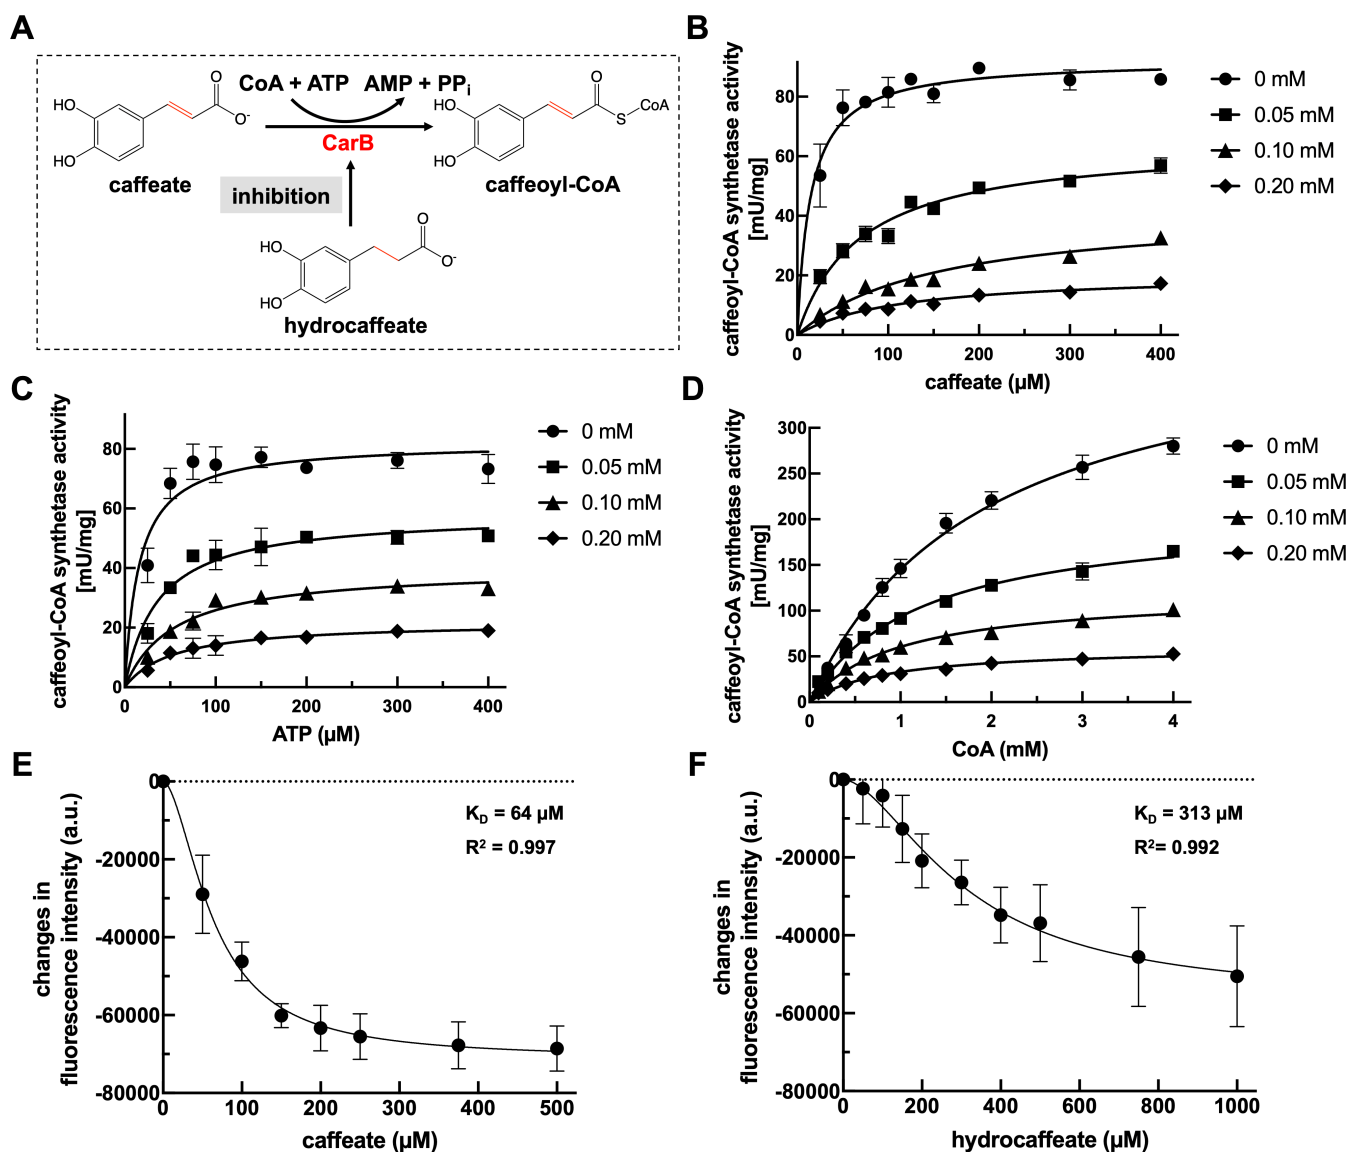 A
CoA + ATP AMP + PPi
HO
HO
O
O-
CarB
HO
HO
O
S
CoA
caffeate
caffeoyl-CoA
inhibition
HO
HO
O
O-
hydrocaffeate
B
caffeoyl-CoA synthetase activity
[mU/mg]
80
60
40
20
0
0 100 200 300 400
caffeate (µM)
0 mM
0.05 mM
0.10 mM
0.20 mM
C
caffeoyl-CoA synthetase activity
[mU/mg]
80
60
40
20
0
0 100 200 300 400
ATP (µM)
0 mM
0.05 mM
0.10 mM
0.20 mM
D
caffeoyl-CoA synthetase activity
[mU/mg]
300
250
200
150
100
50
0
0 1 2 3 4
CoA (mM)
0 mM
0.05 mM
0.10 mM
0.20 mM
E
changes in
fluorescence intensity (a.u.)
0
-20000
-40000
-60000
-80000
0 100 200 300 400 500
caffeate (µM)
KD = 64 µM
R² = 0.997
F
changes in
fluorescence intensity (a.u.)
0
-20000
-40000
-60000
-80000
0 200 400 600 800 1000
hydrocaffeate (µM)
KD = 313 µM
R²= 0.992